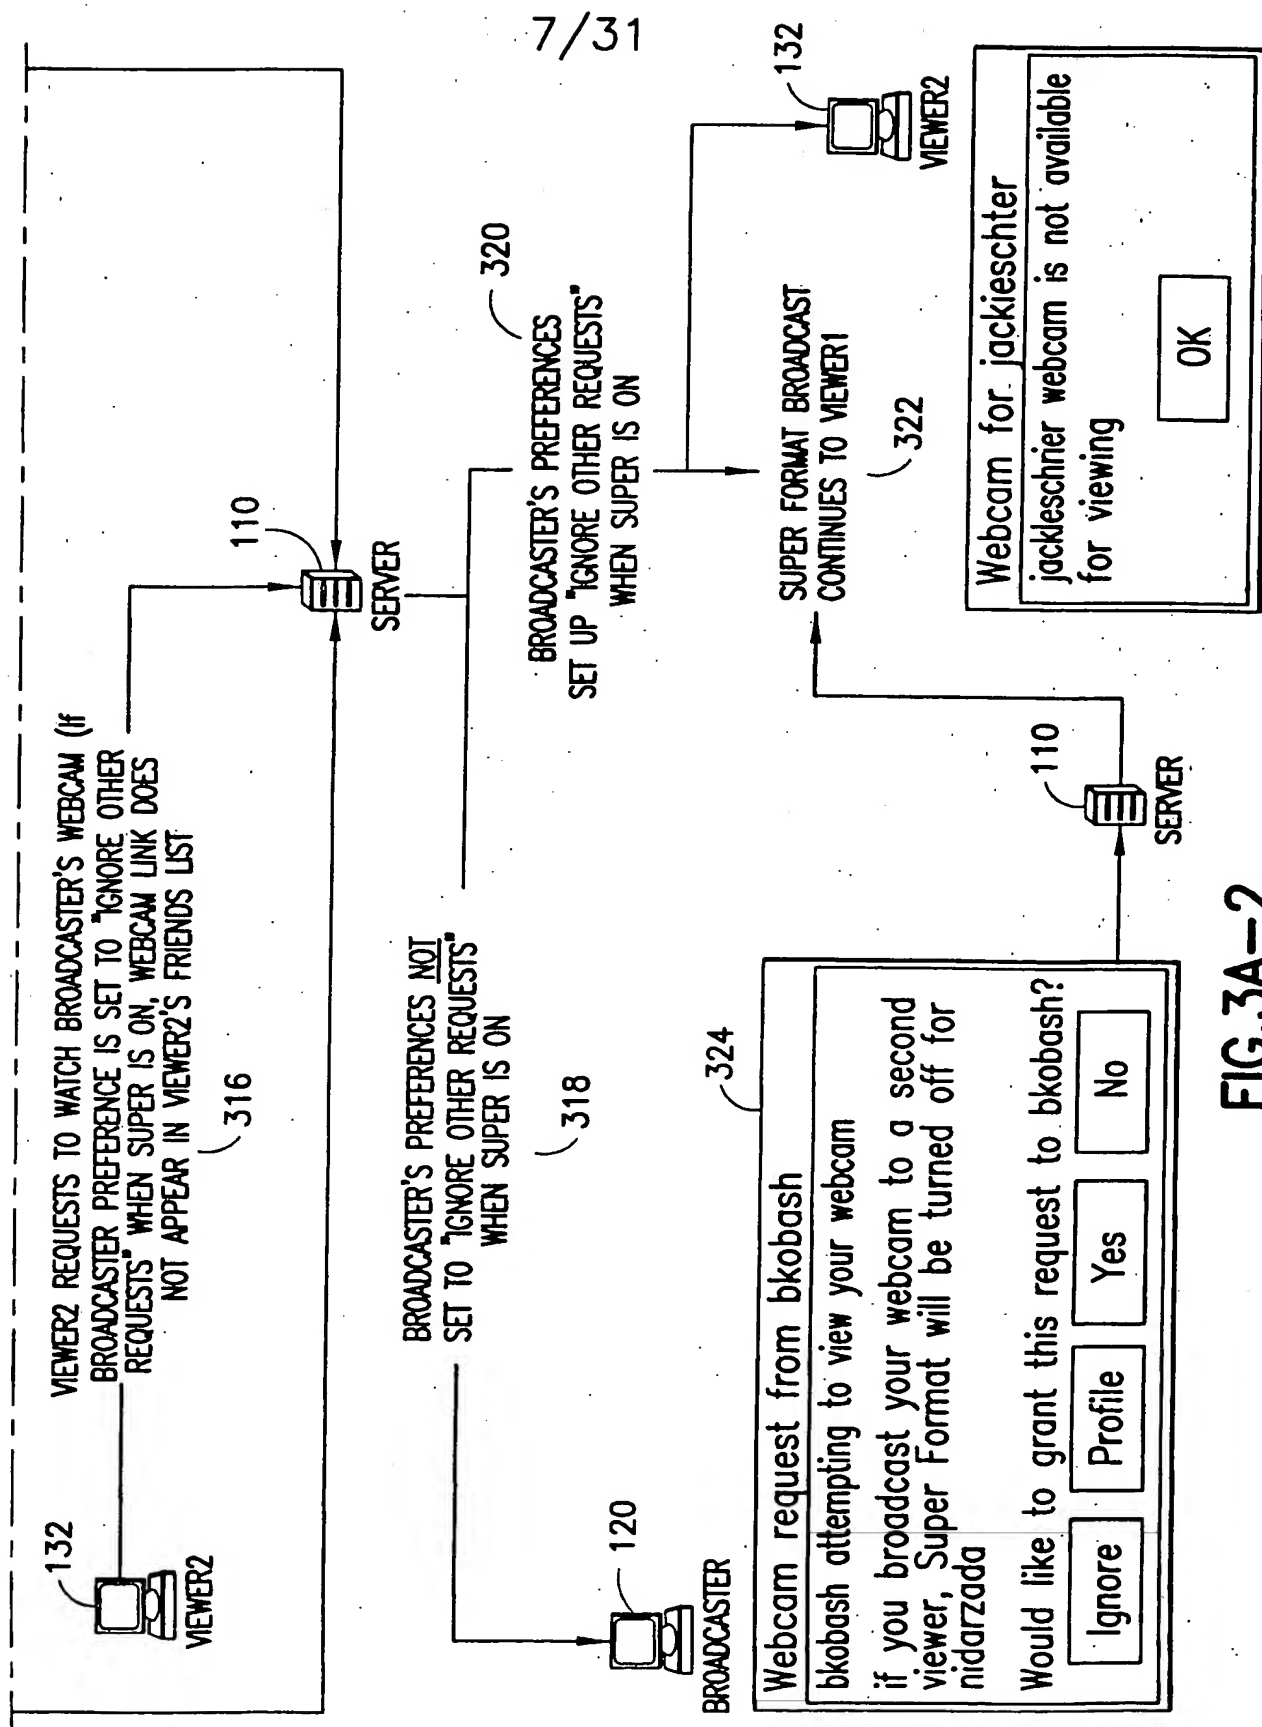 7/31
132
VIEWER2
VIEWER2 REQUESTS TO WATCH BROADCASTER'S WEBCAM (If
BROADCASTER PREFERENCE IS SET TO "IGNORE OTHER
REQUESTS" WHEN SUPER IS ON, WEBCAM LINK DOES
NOT APPEAR IN VIEWER2'S FRIENDS LIST
316
110
SERVER
BROADCASTER'S PREFERENCES NOT
SET TO "IGNORE OTHER REQUESTS"
WHEN SUPER IS ON
318
BROADCASTER'S PREFERENCES
SET UP "IGNORE OTHER REQUESTS"
WHEN SUPER IS ON
320
120
BROADCASTER
SUPER FORMAT BROADCAST
CONTINUES TO VIEWER1
322
132
VIEWER2
324
Webcam request from bkobash
bkobash attempting to view your webcam
if you broadcast your webcam to a second
viewer, Super Format will be turned off for
nidarzada
Would like to grant this request to bkobash?
Ignore
Profile
Yes
No
110
SERVER
Webcam for jackieschter
jackleschrier webcam is not available
for viewing
OK
FIG.3A-2